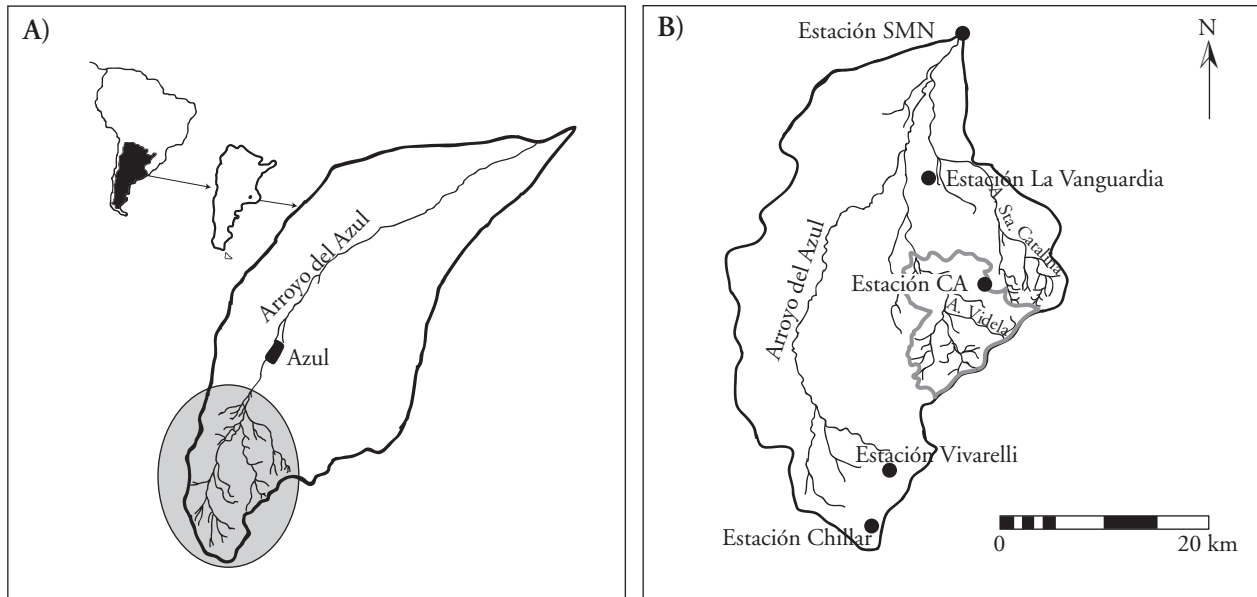 A)
Arroyo del Azul
Azul
B)
Estación SMN
N
Estación La Vanguardia
A. Sta. Catalina
Arroyo del Azul
Estación CA
A. Videla
Estación Vivarelli
Estación Chillar
0 20 km